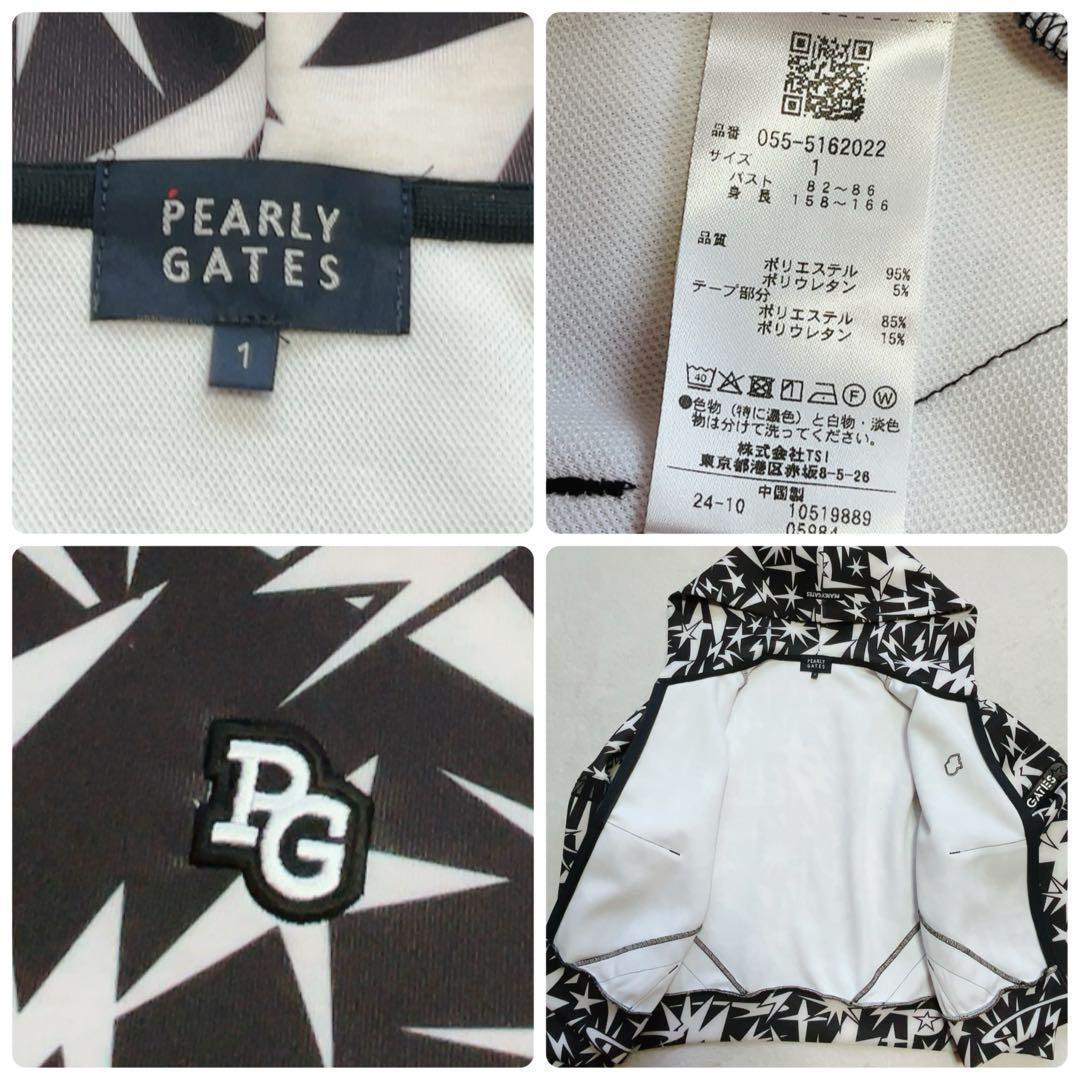 PEARLY
GATES
1
品番 055-5162022
サイズ 1
バスト 82～86
身長 158～166
品質
ポリエステル 95%
ポリウレタン 5%
テープ部分
ポリエステル 85%
ポリウレタン 15%
40
F W
●色物（特に濃色）と白物・淡色
物は分けて洗ってください。
株式会社TSI
東京都港区赤坂8-5-26
中国製
24-10 10519889
05984
PG
PEARLY GATES
PEARLY
GATES
GATES